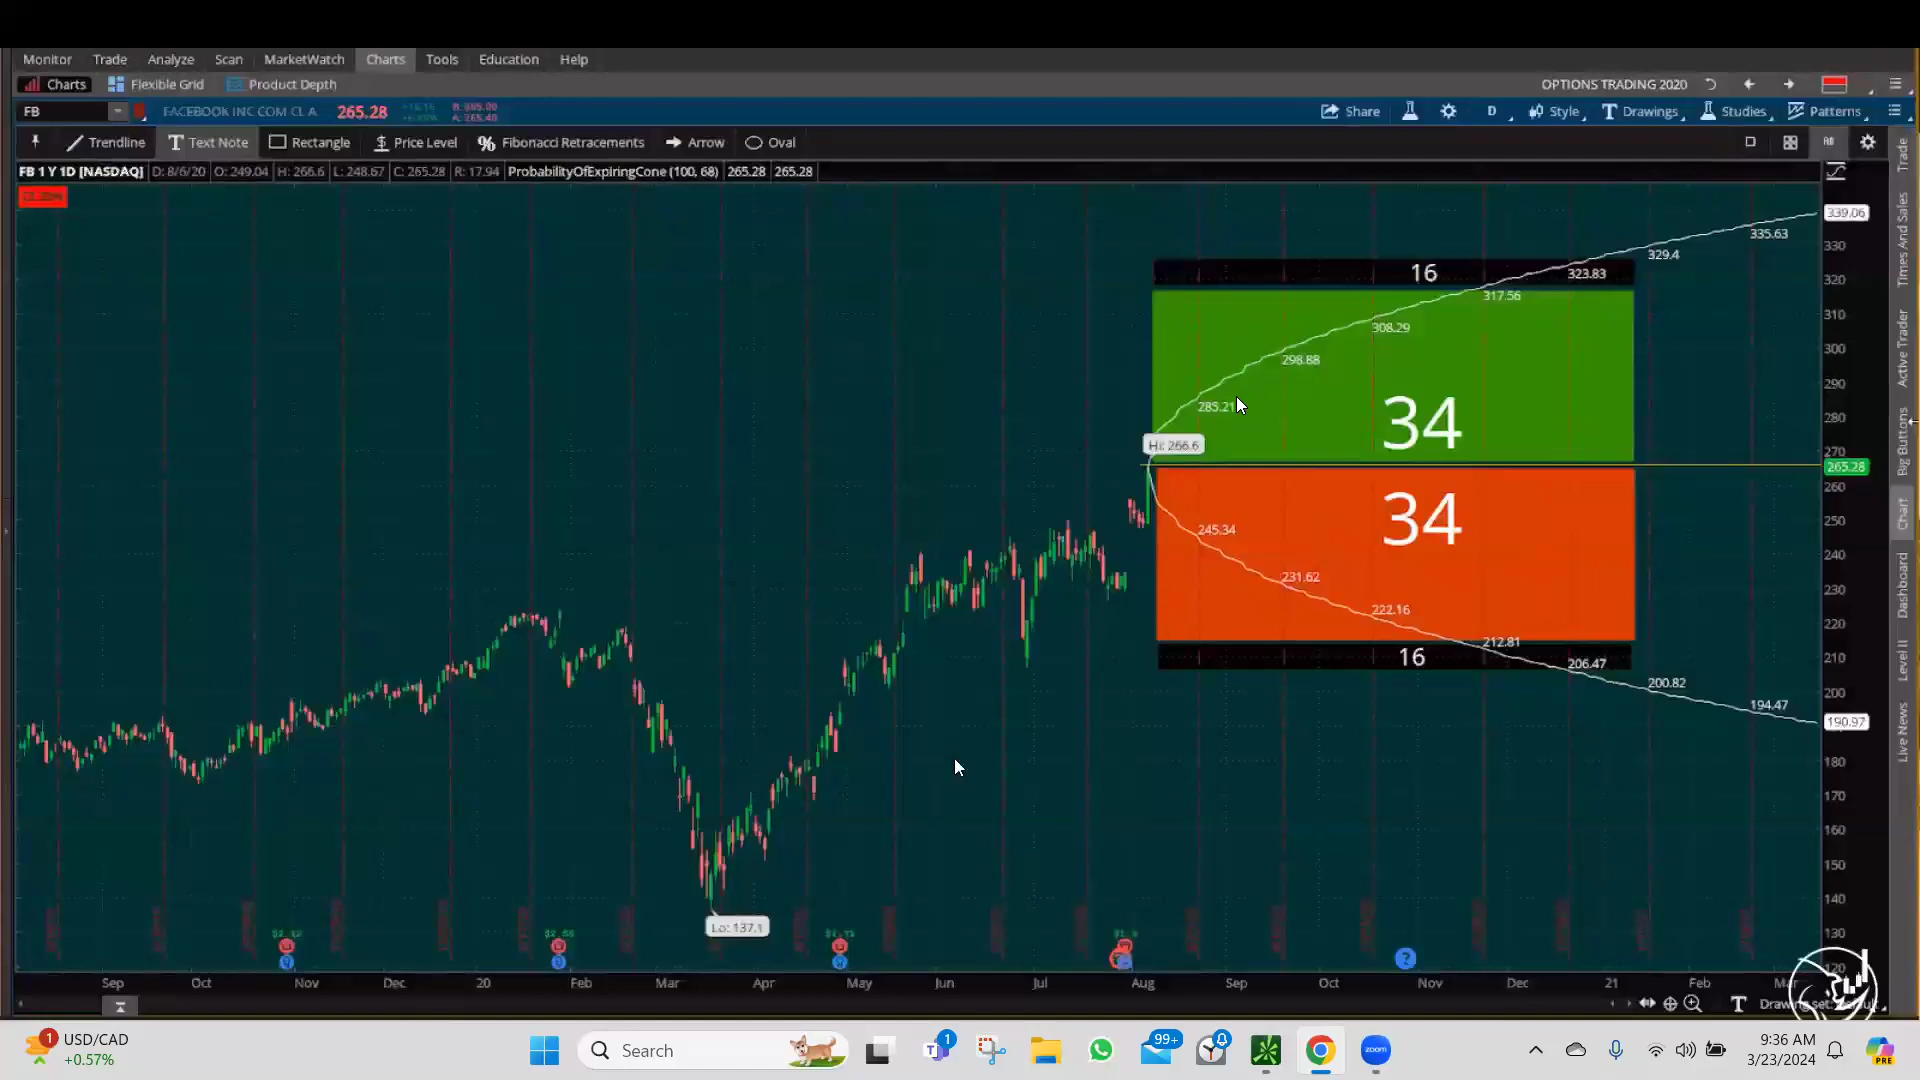 Monitor Trade Analyze Scan MarketWatch Charts Tools Education Help
Charts Flexible Grid Product Depth OPTIONS TRADING 2020
FB FACEBOOK INC COM CL A 265.28 Share D Style Drawings Studies Patterns
Trendline Text Note Rectangle Price Level Fibonacci Retracements Arrow Oval
FB 1 Y 1D [NASDAQ] D: 8/6/20 O: 249.04 H: 266.6 L: 248.67 C: 265.28 R: 17.94 ProbabilityOfExpiringCone (100, 68) 265.28 265.28
339.06
335.63
330
329.4
16
323.83
320
317.56
310
308.29
300
298.88
290
285.21
280
34
Hi: 266.6
270
265.28
260
34
250
245.34
240
231.62
230
222.16
220
212.81
210
16
206.47
200.82
200
194.47
190.97
180
170
160
150
140
Lo: 137.1
130
120
Sep Oct Nov Dec 20 Feb Mar Apr May Jun Jul Aug Sep Oct Nov Dec 21 Feb Mar
Drawing set:
Trade
Times And Sales
Active Trader
Big Buttons
Chart
Dashboard
Level II
Live News
1 USD/CAD
+0.57%
Search
1
99+
zoom
PRE
9:36 AM
3/23/2024